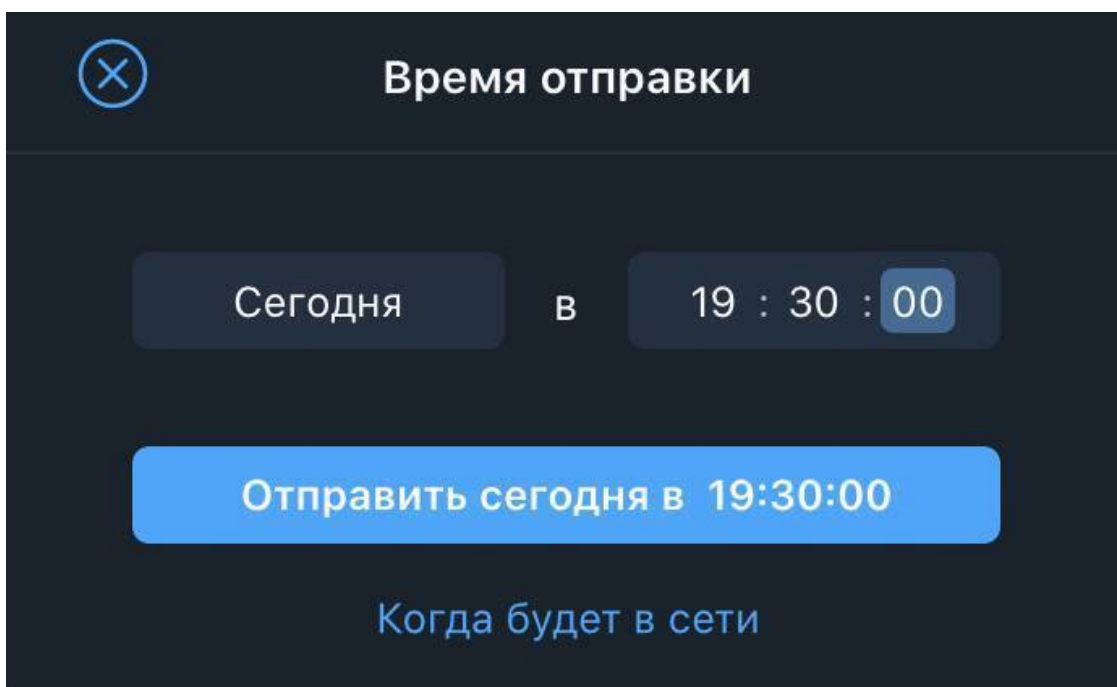 Время отправки
Сегодня в 19 : 30 : 00
Отправить сегодня в 19:30:00
Когда будет в сети